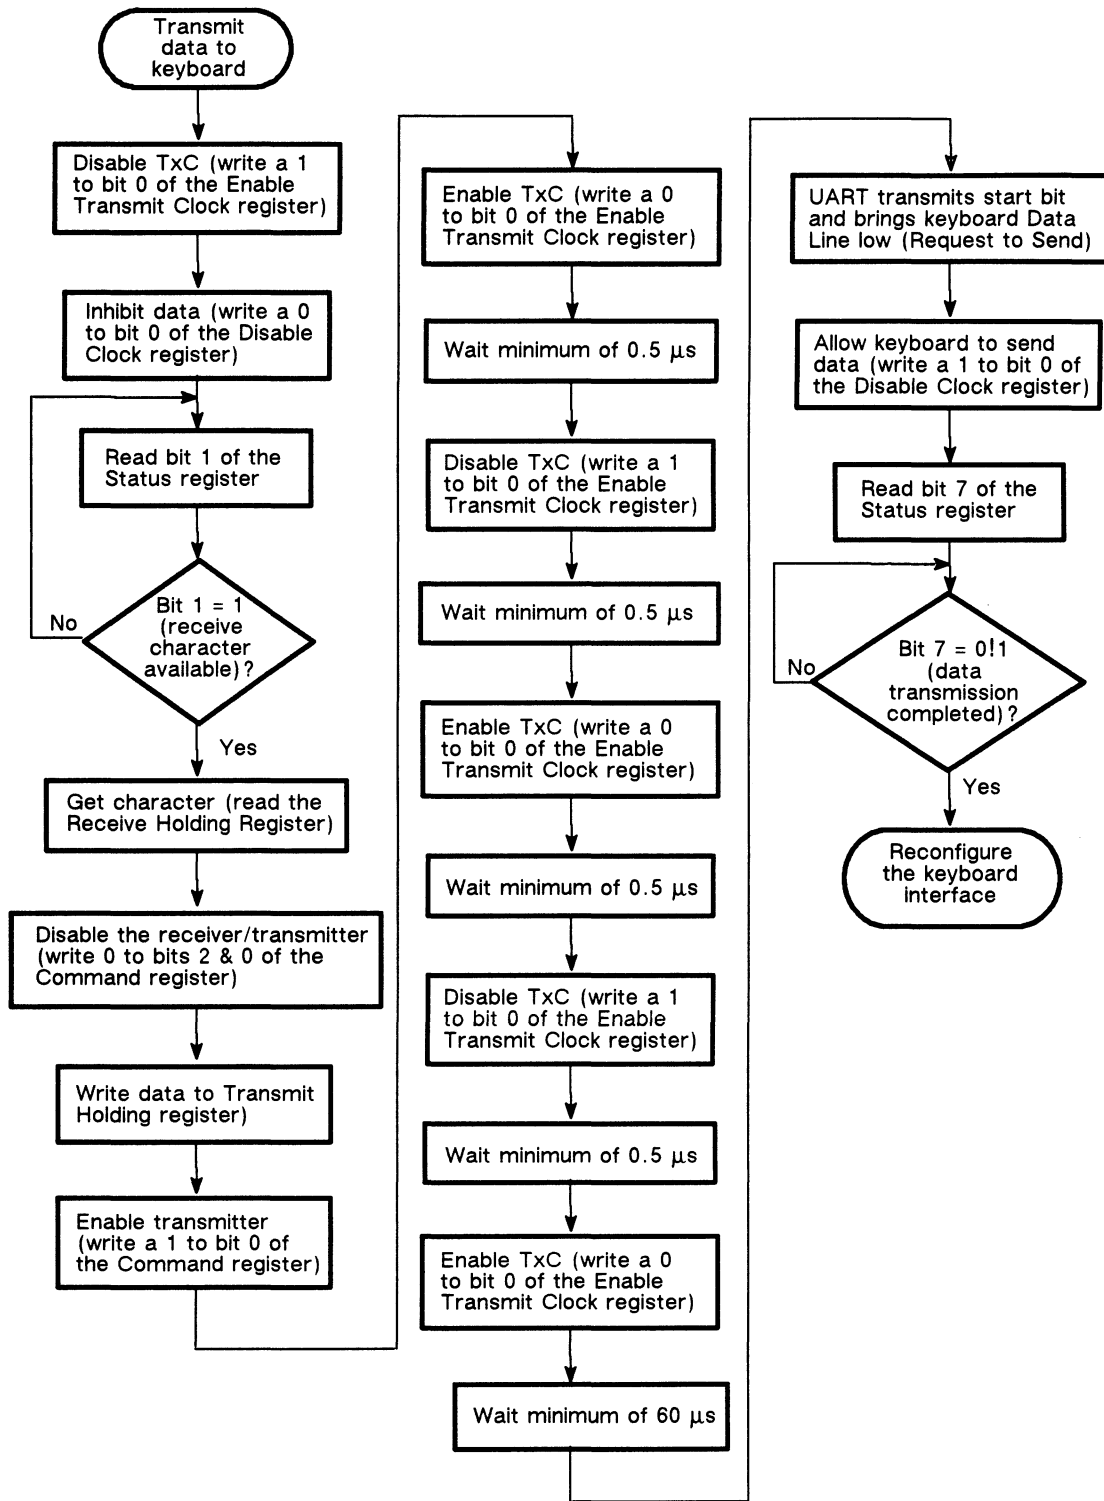 Transmit
data to
keyboard
Disable TxC (write a 1
to bit 0 of the Enable
Transmit Clock register)
Inhibit data (write a 0
to bit 0 of the Disable
Clock register)
Read bit 1 of the
Status register
Bit 1 = 1
(receive
character
available)?
No
Yes
Get character (read the
Receive Holding Register)
Disable the receiver/transmitter
(write 0 to bits 2 & 0 of the
Command register)
Write data to Transmit
Holding register)
Enable transmitter
(write a 1 to bit 0 of
the Command register)
Enable TxC (write a 0
to bit 0 of the Enable
Transmit Clock register)
Wait minimum of 0.5 μs
Disable TxC (write a 1
to bit 0 of the Enable
Transmit Clock register)
Wait minimum of 0.5 μs
Enable TxC (write a 0
to bit 0 of the Enable
Transmit Clock register)
Wait minimum of 0.5 μs
Disable TxC (write a 1
to bit 0 of the Enable
Transmit Clock register)
Wait minimum of 0.5 μs
Enable TxC (write a 0
to bit 0 of the Enable
Transmit Clock register)
Wait minimum of 60 μs
UART transmits start bit
and brings keyboard Data
Line low (Request to Send)
Allow keyboard to send
data (write a 1 to bit 0 of
the Disable Clock register)
Read bit 7 of the
Status register
Bit 7 = 0!1
(data
transmission
completed)?
No
Yes
Reconfigure
the keyboard
interface